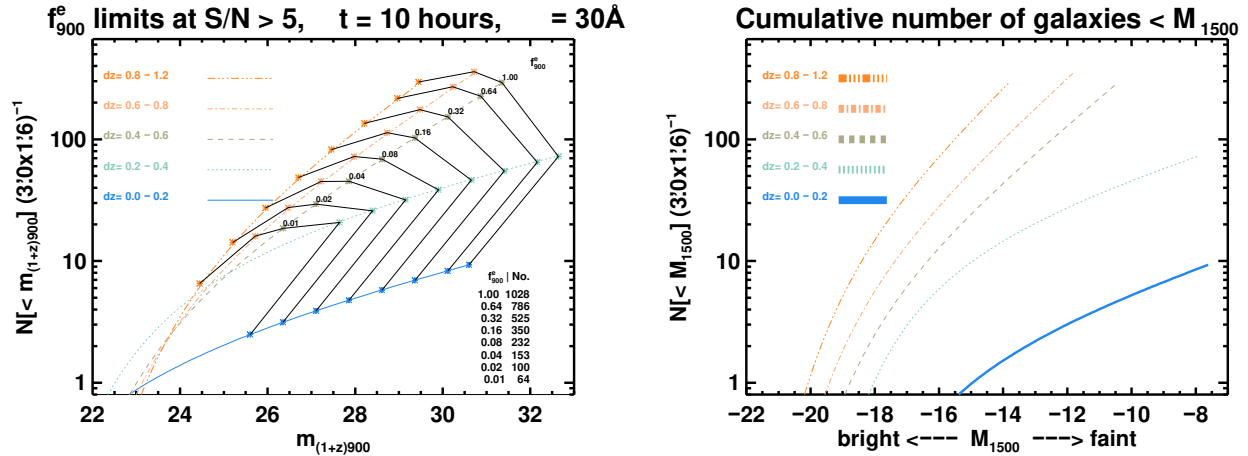 f^e_900 limits at S/N > 5, t = 10 hours, = 30Å
N[< m_(1+z)900] (3'.0x1'.6)^-1
100
10
1
dz= 0.8 − 1.2
dz= 0.6 − 0.8
dz= 0.4 − 0.6
dz= 0.2 − 0.4
dz= 0.0 − 0.2
f^e_900
1.00
0.64
0.32
0.16
0.08
0.04
0.02
0.01
f^e_900 | No.
1.00 1028
0.64 786
0.32 525
0.16 350
0.08 232
0.04 153
0.02 100
0.01 64
22 24 26 28 30 32
m_(1+z)900
Cumulative number of galaxies < M_1500
N[< M_1500] (3'.0x1'.6)^-1
100
10
1
dz= 0.8 − 1.2
dz= 0.6 − 0.8
dz= 0.4 − 0.6
dz= 0.2 − 0.4
dz= 0.0 − 0.2
−22 −20 −18 −16 −14 −12 −10 −8
bright <---- M_1500 ----> faint